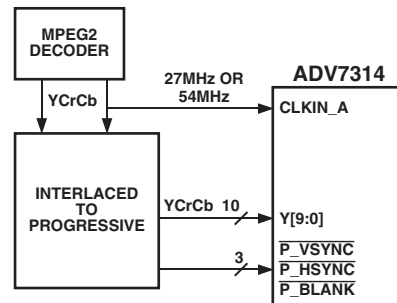 MPEG2
DECODER
YCrCb
27MHz OR
54MHz
ADV7314
CLKIN_A
INTERLACED
TO
PROGRESSIVE
YCrCb 10
Y[9:0]
3
P_VSYNC
P_HSYNC
P_BLANK